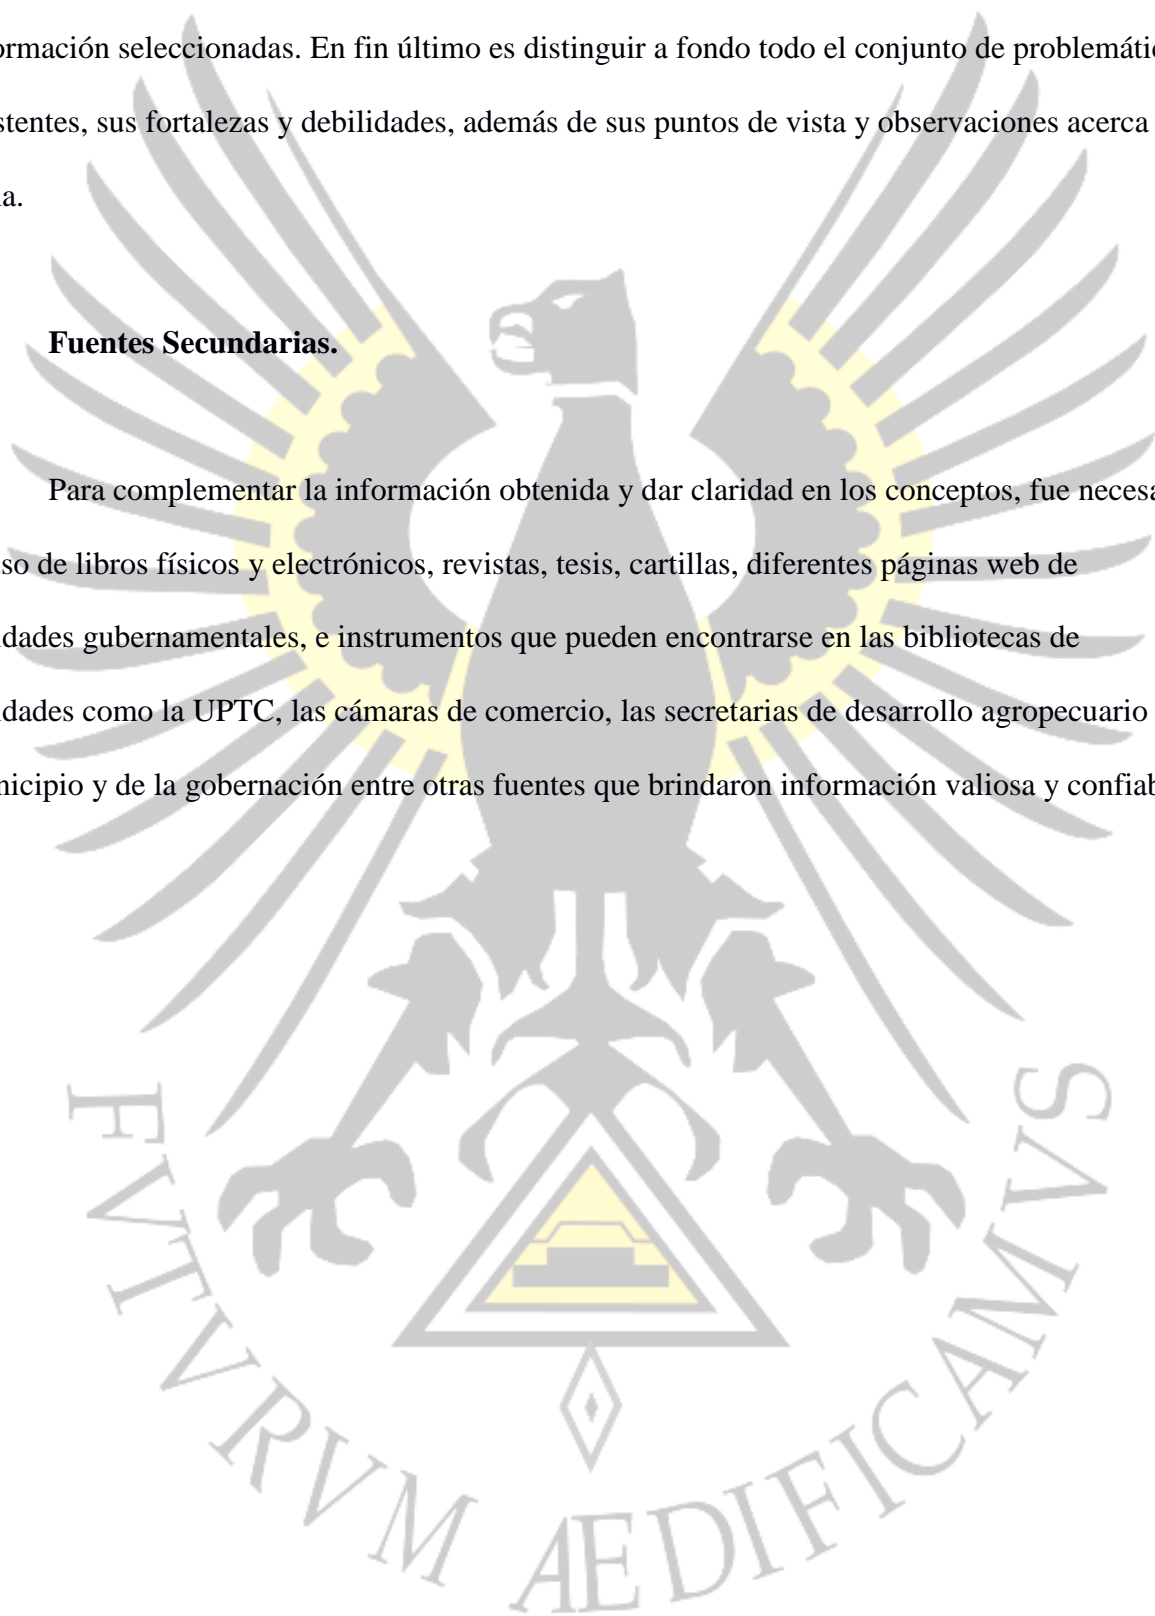 ormación seleccionadas. En fin último es distinguir a fondo todo el conjunto de problemátic
stentes, sus fortalezas y debilidades, además de sus puntos de vista y observaciones acerca
a.
Fuentes Secundarias.
Para complementar la información obtenida y dar claridad en los conceptos, fue necesa
so de libros físicos y electrónicos, revistas, tesis, cartillas, diferentes páginas web de
idades gubernamentales, e instrumentos que pueden encontrarse en las bibliotecas de
idades como la UPTC, las cámaras de comercio, las secretarias de desarrollo agropecuario
nicipio y de la gobernación entre otras fuentes que brindaron información valiosa y confiab
FVTVRVM ÆDIFICAMVS